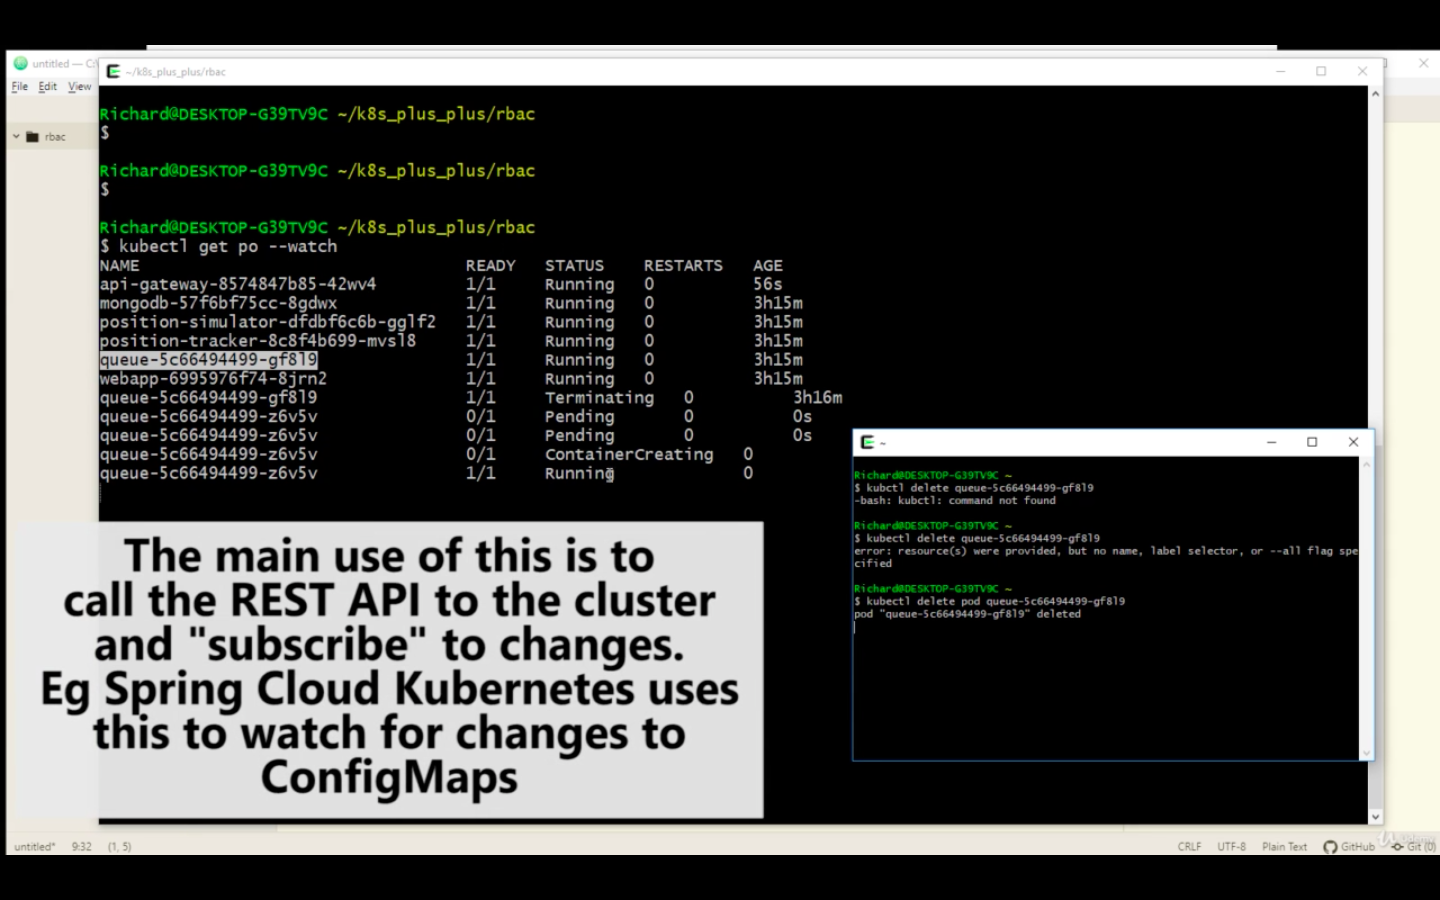 untitled — C:\
File Edit View
rbac
~/k8s_plus_plus/rbac
Richard@DESKTOP-G39TV9C ~/k8s_plus_plus/rbac
$
Richard@DESKTOP-G39TV9C ~/k8s_plus_plus/rbac
$
Richard@DESKTOP-G39TV9C ~/k8s_plus_plus/rbac
$ kubectl get po --watch
NAME READY STATUS RESTARTS AGE
api-gateway-8574847b85-42wv4 1/1 Running 0 56s
mongodb-57f6bf75cc-8gdwx 1/1 Running 0 3h15m
position-simulator-dfdbf6c6b-gglf2 1/1 Running 0 3h15m
position-tracker-8c8f4b699-mvsl8 1/1 Running 0 3h15m
queue-5c66494499-gf8l9 1/1 Running 0 3h15m
webapp-6995976f74-8jrn2 1/1 Running 0 3h15m
queue-5c66494499-gf8l9 1/1 Terminating 0 3h16m
queue-5c66494499-z6v5v 0/1 Pending 0 0s
queue-5c66494499-z6v5v 0/1 Pending 0 0s
queue-5c66494499-z6v5v 0/1 ContainerCreating 0
queue-5c66494499-z6v5v 1/1 Running 0
~
Richard@DESKTOP-G39TV9C ~
$ kubctl delete queue-5c66494499-gf8l9
-bash: kubctl: command not found
Richard@DESKTOP-G39TV9C ~
$ kubectl delete queue-5c66494499-gf8l9
error: resource(s) were provided, but no name, label selector, or --all flag spe
cified
Richard@DESKTOP-G39TV9C ~
$ kubectl delete pod queue-5c66494499-gf8l9
pod "queue-5c66494499-gf8l9" deleted
The main use of this is to
call the REST API to the cluster
and "subscribe" to changes.
Eg Spring Cloud Kubernetes uses
this to watch for changes to
ConfigMaps
untitled* 9:32 (1, 5) CRLF UTF-8 Plain Text GitHub Git (0)